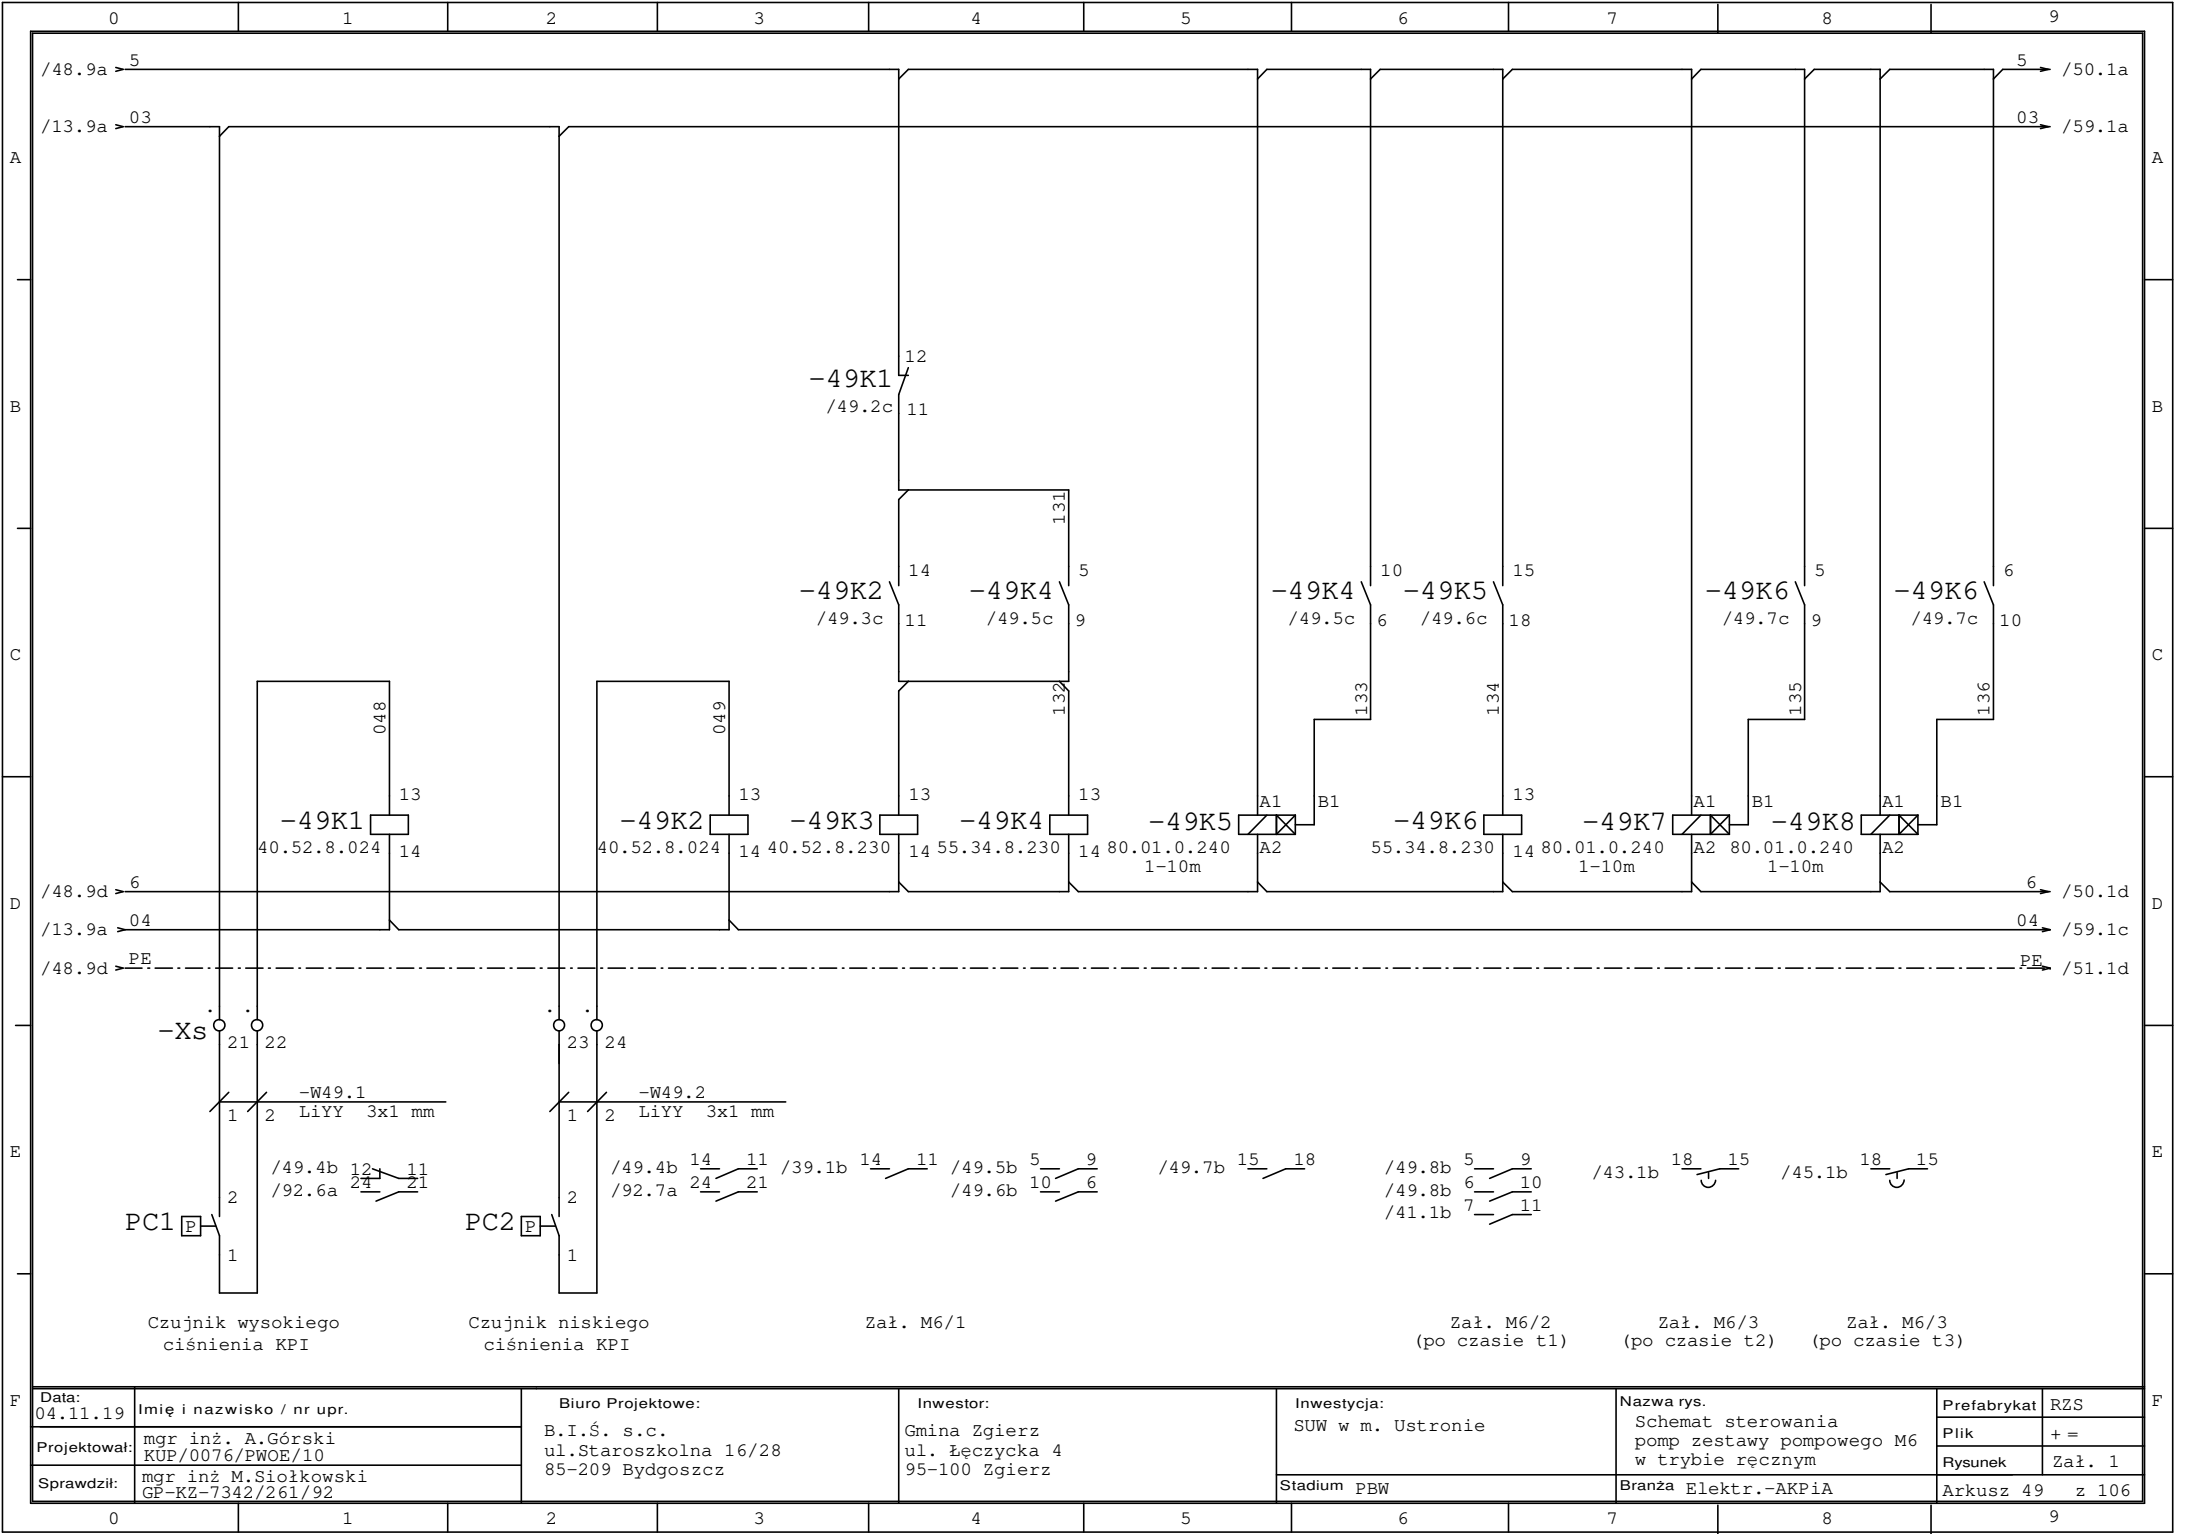 0 1 2 3 4 5 6 7 8 9
/48.9a 5 5 /50.1a
/13.9a 03 03 /59.1a
A A
12
-49K1
/49.2c 11
B B
131
14 5 10 15 5 6
-49K2 -49K4 -49K4 -49K5 -49K6 -49K6
/49.3c 11 /49.5c 9 /49.5c 6 /49.6c 18 /49.7c 9 /49.7c 10
C C
048 049 132 133 134 135 136
13 13 13 13 A1 B1 13 A1 B1 A1 B1
-49K1 -49K2 -49K3 -49K4 -49K5 -49K6 -49K7 -49K8
40.52.8.024 14 40.52.8.024 14 40.52.8.230 14 55.34.8.230 14 80.01.0.240 A2 55.34.8.230 14 80.01.0.240 A2 80.01.0.240 A2
1-10m 1-10m 1-10m
/48.9d 6 6 /50.1d
D D
/13.9a 04 04 /59.1c
/48.9d PE PE /51.1d
-Xs 21 22 23 24
-W49.1 -W49.2
1 2 LiYY 3x1 mm 1 2 LiYY 3x1 mm
E E
/49.4b 12 11 /49.4b 14 11 /39.1b 14 11 /49.5b 5 9 /49.7b 15 18 /49.8b 5 9 /43.1b 18 15 /45.1b 18 15
/92.6a 24 21 /92.7a 24 21 /49.6b 10 6 /49.8b 6 10
/41.1b 7 11
2 2
PC1 P PC2 P
1 1
Czujnik wysokiego
ciśnienia KPI
Czujnik niskiego
ciśnienia KPI
Zał. M6/1
Zał. M6/2
(po czasie t1)
Zał. M6/3
(po czasie t2)
Zał. M6/3
(po czasie t3)
F F
Data:
04.11.19
Imię i nazwisko / nr upr.
Projektował:
mgr inż. A.Górski
KUP/0076/PWOE/10
Sprawdził:
mgr inż M.Siołkowski
GP-KZ-7342/261/92
Biuro Projektowe:
B.I.Ś. s.c.
ul.Staroszkolna 16/28
85-209 Bydgoszcz
Inwestor:
Gmina Zgierz
ul. Łęczycka 4
95-100 Zgierz
Inwestycja:
SUW w m. Ustronie
Stadium PBW
Nazwa rys.
Schemat sterowania
pomp zestawy pompowego M6
w trybie ręcznym
Branża Elektr.-AKPiA
Prefabrykat RZS
Plik + =
Rysunek Zał. 1
Arkusz 49 z 106
0 1 2 3 4 5 6 7 8 9